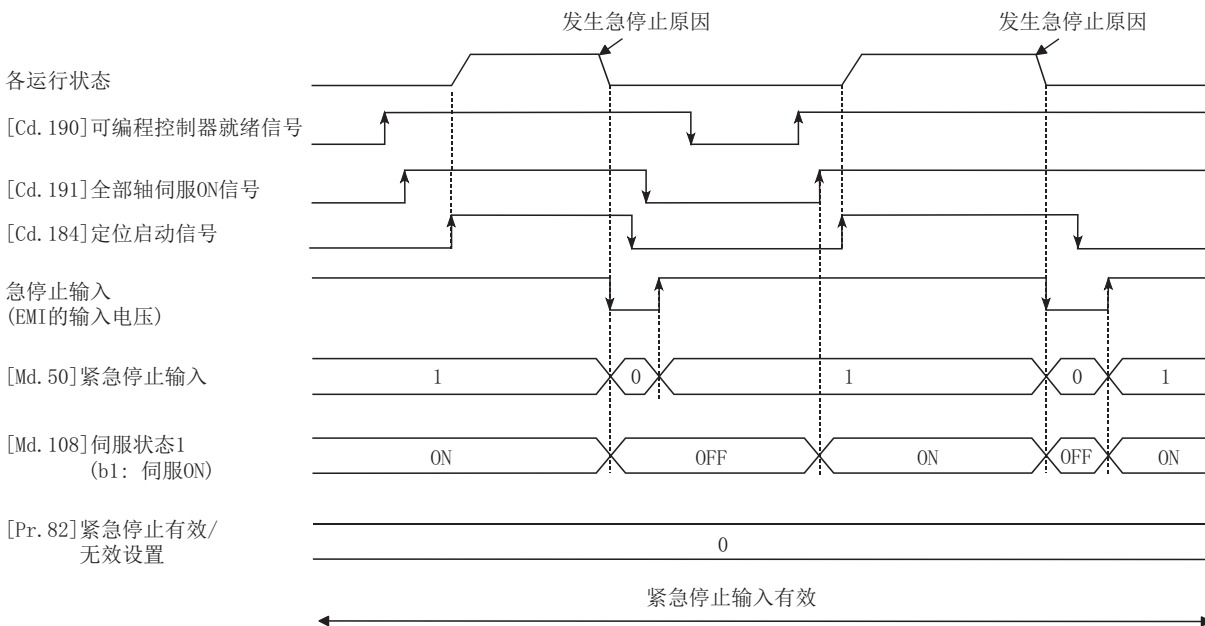 发生急停止原因
发生急停止原因
各运行状态
[Cd.190]可编程控制器就绪信号
[Cd.191]全部轴伺服ON信号
[Cd.184]定位启动信号
急停止输入
(EMI的输入电压)
[Md.50]紧急停止输入
1
0
1
0
1
[Md.108]伺服状态1
(b1: 伺服ON)
ON
OFF
ON
OFF
ON
[Pr.82]紧急停止有效/
无效设置
0
紧急停止输入有效